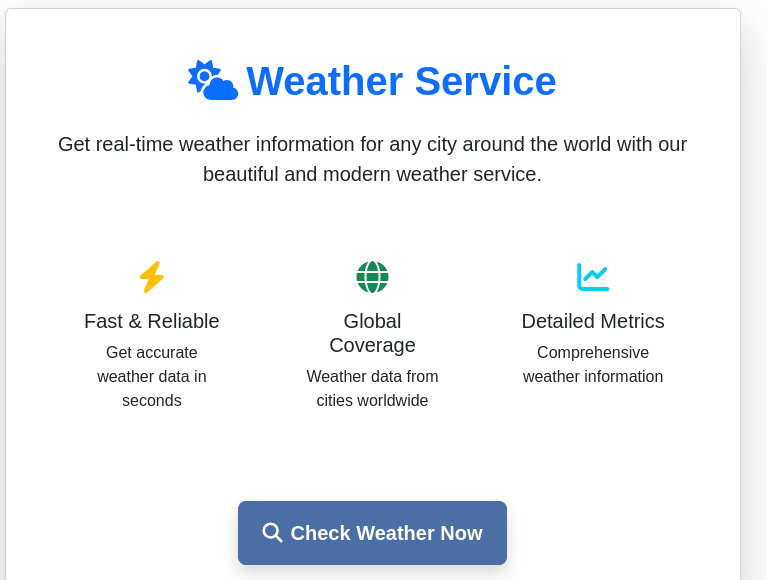 Weather Service
Get real-time weather information for any city around the world with our
beautiful and modern weather service.
Fast & Reliable
Get accurate
weather data in
seconds
Global
Coverage
Weather data from
cities worldwide
Detailed Metrics
Comprehensive
weather information
Check Weather Now